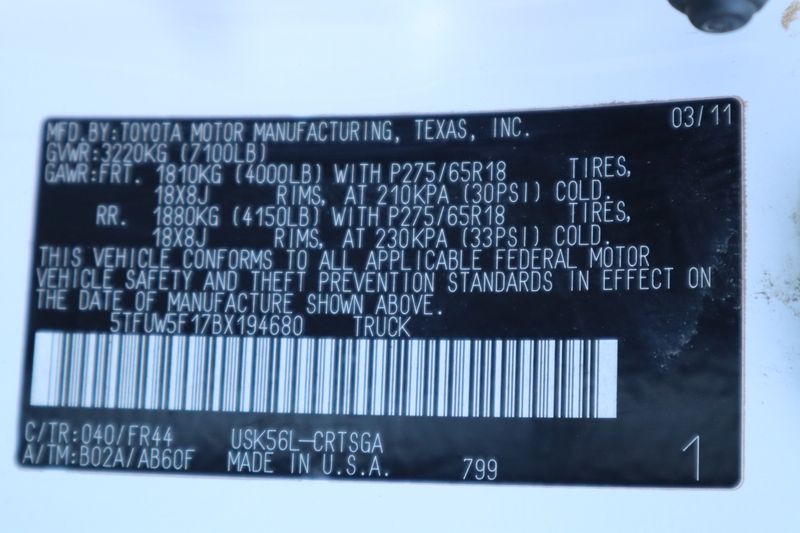 03/11
MFD.BY:TOYOTA MOTOR MANUFACTURING, TEXAS, INC.
GVWR:3220KG (7100LB)
GAWR:FRT. 1810KG (4000LB) WITH P275/65R18 TIRES,
18X8J RIMS, AT 210KPA (30PSI) COLD.
RR. 1880KG (4150LB) WITH P275/65R18 TIRES,
18X8J RIMS, AT 230KPA (33PSI) COLD.
THIS VEHICLE CONFORMS TO ALL APPLICABLE FEDERAL MOTOR
VEHICLE SAFETY AND THEFT PREVENTION STANDARDS IN EFFECT ON
THE DATE OF MANUFACTURE SHOWN ABOVE.
5TFUW5F17BX194680 TRUCK
C/TR:040/FR44 USK56L-CRTSGA
A/TM:B02A/AB60F MADE IN U.S.A. 799 1